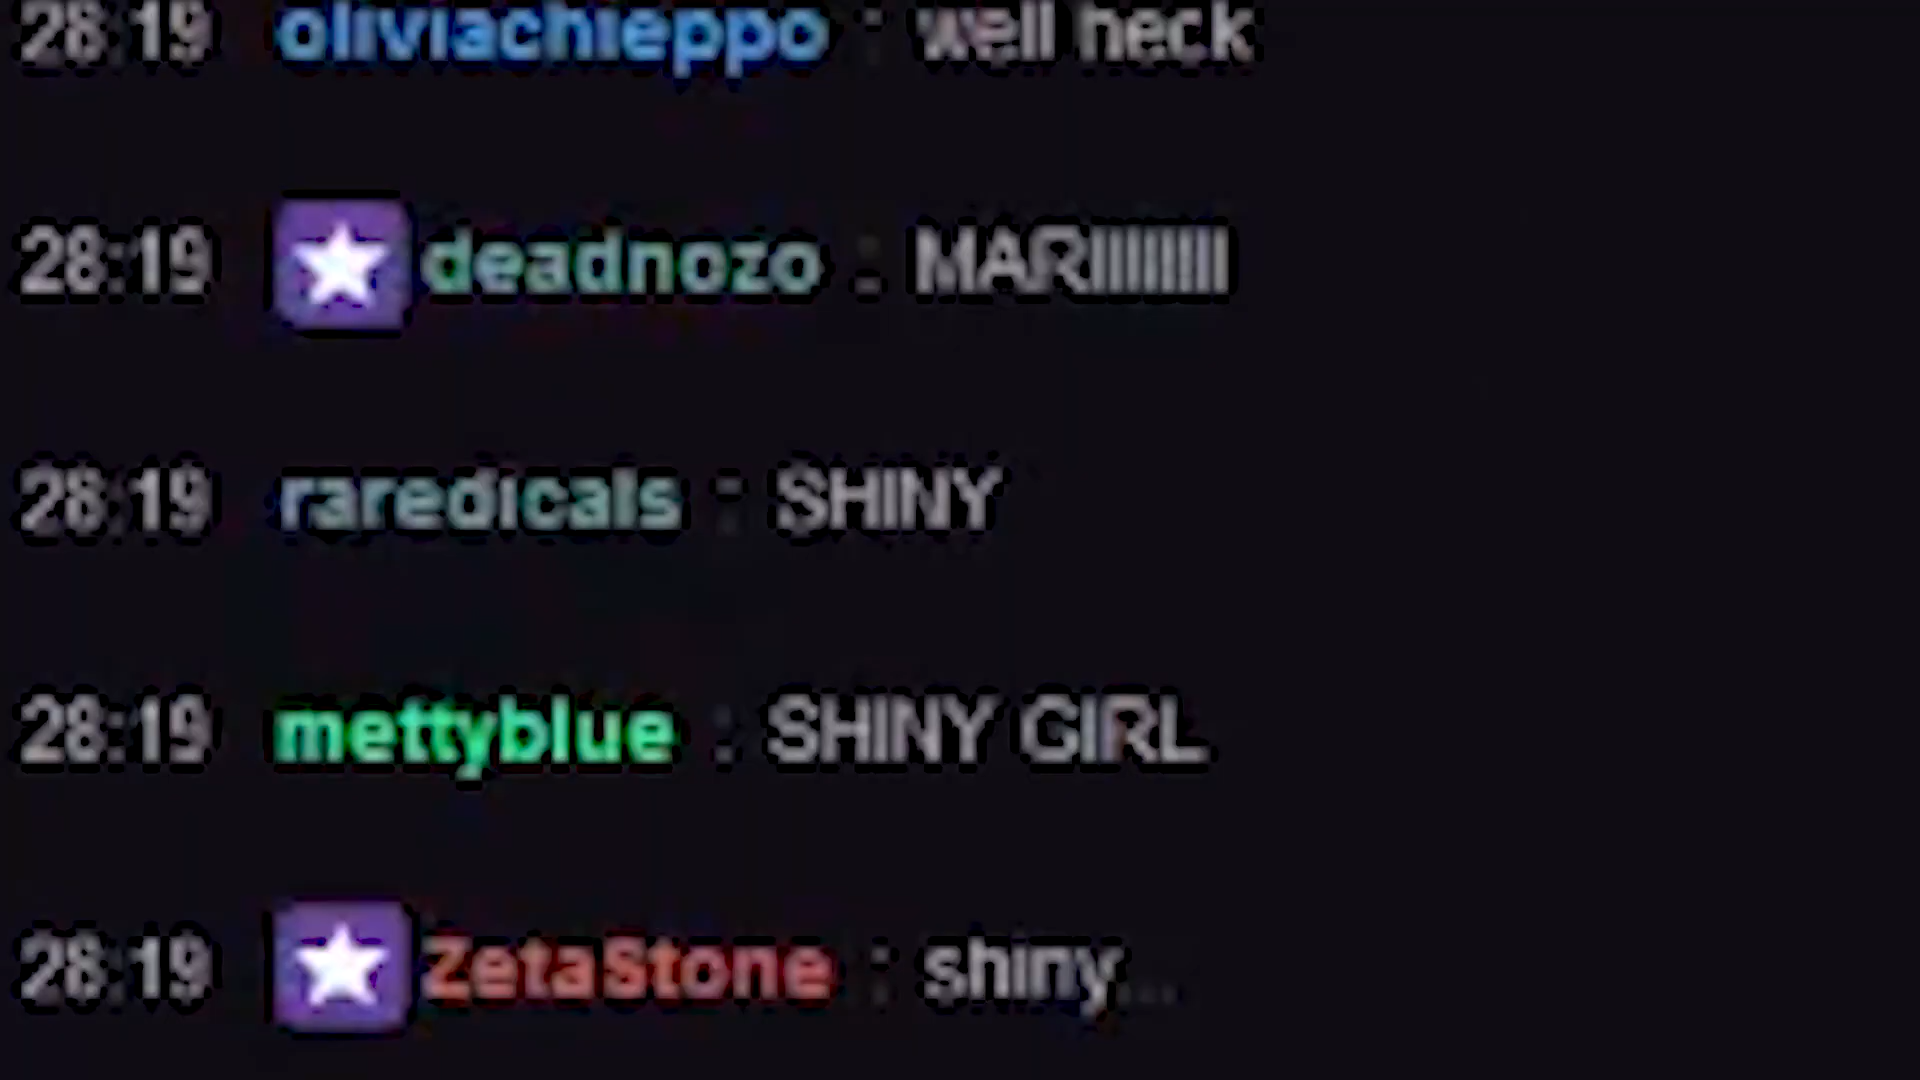 28:19 oliviachieppo : well heck
28:19 deadnozo : MARIIIIIIII
28:19 raredicals : SHINY
28:19 mettyblue : SHINY GIRL
28:19 ZetaStone : shiny...